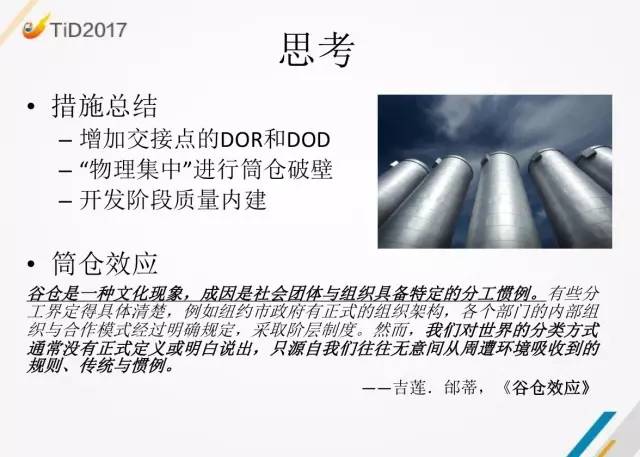 TiD2017
思考
• 措施总结
– 增加交接点的DOR和DOD
– “物理集中”进行筒仓破壁
– 开发阶段质量内建
• 筒仓效应
谷仓是一种文化现象，成因是社会团体与组织具备特定的分工惯例。有些分
工界定得具体清楚，例如纽约市政府有正式的组织架构，各个部门的内部组
织与合作模式经过明确规定，采取阶层制度。然而，我们对世界的分类方式
通常没有正式定义或明白说出，只源自我们往往无意间从周遭环境吸收到的
规则、传统与惯例。
——吉莲．邰蒂，《谷仓效应》